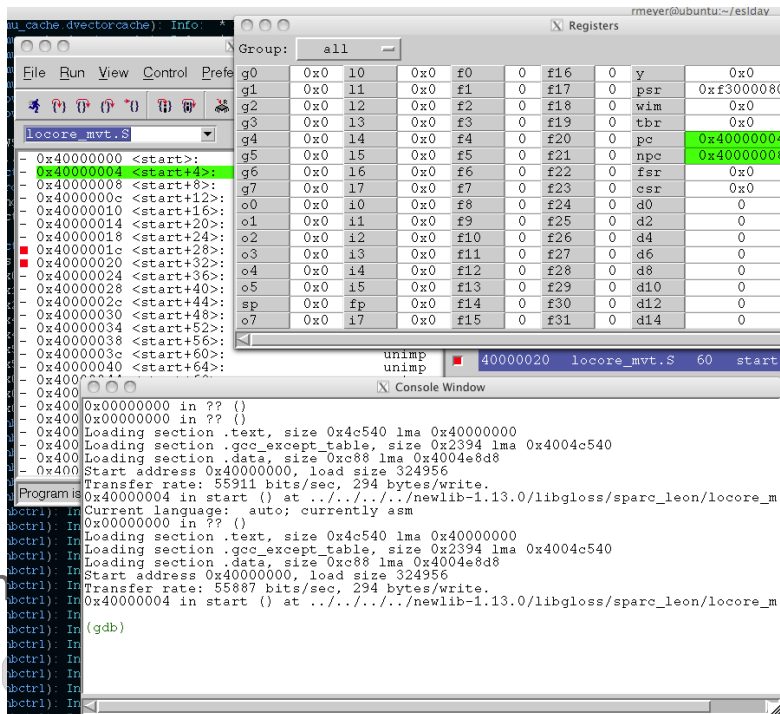 rmeyer@ubuntu:~/eslday
mu_cache.dvectorcache): Info: *
Registers
Group: all
File Run View Control Prefe
locore_mvt.S
g0 0x0 l0 0x0 f0 0 f16 0 y 0x0
g1 0x0 l1 0x0 f1 0 f17 0 psr 0xf3000080
g2 0x0 l2 0x0 f2 0 f18 0 wim 0x0
g3 0x0 l3 0x0 f3 0 f19 0 tbr 0x0
g4 0x0 l4 0x0 f4 0 f20 0 pc 0x40000004
g5 0x0 l5 0x0 f5 0 f21 0 npc 0x40000008
g6 0x0 l6 0x0 f6 0 f22 0 fsr 0x0
g7 0x0 l7 0x0 f7 0 f23 0 csr 0x0
o0 0x0 i0 0x0 f8 0 f24 0 d0 0
o1 0x0 i1 0x0 f9 0 f25 0 d2 0
o2 0x0 i2 0x0 f10 0 f26 0 d4 0
o3 0x0 i3 0x0 f11 0 f27 0 d6 0
o4 0x0 i4 0x0 f12 0 f28 0 d8 0
o5 0x0 i5 0x0 f13 0 f29 0 d10 0
sp 0x0 fp 0x0 f14 0 f30 0 d12 0
o7 0x0 i7 0x0 f15 0 f31 0 d14 0
- 0x40000000 <start>:
- 0x40000004 <start+4>:
- 0x40000008 <start+8>:
- 0x4000000c <start+12>:
- 0x40000010 <start+16>:
- 0x40000014 <start+20>:
- 0x40000018 <start+24>:
0x4000001c <start+28>:
0x40000020 <start+32>:
- 0x40000024 <start+36>:
- 0x40000028 <start+40>:
- 0x4000002c <start+44>:
- 0x40000030 <start+48>:
- 0x40000034 <start+52>:
- 0x40000038 <start+56>:
- 0x4000003c <start+60>: unimp
- 0x40000040 <start+64>: unimp
40000020 locore_mvt.S 60 start
Program is
Console Window
0x00000000 in ?? ()
0x00000000 in ?? ()
Loading section .text, size 0x4c540 lma 0x40000000
Loading section .gcc_except_table, size 0x2394 lma 0x4004c540
Loading section .data, size 0xc88 lma 0x4004e8d8
Start address 0x40000000, load size 324956
Transfer rate: 55911 bits/sec, 294 bytes/write.
0x40000004 in start () at ../../../../newlib-1.13.0/libgloss/sparc_leon/locore_m
Current language: auto; currently asm
0x00000000 in ?? ()
Loading section .text, size 0x4c540 lma 0x40000000
Loading section .gcc_except_table, size 0x2394 lma 0x4004c540
Loading section .data, size 0xc88 lma 0x4004e8d8
Start address 0x40000000, load size 324956
Transfer rate: 55887 bits/sec, 294 bytes/write.
0x40000004 in start () at ../../../../newlib-1.13.0/libgloss/sparc_leon/locore_m
(gdb)